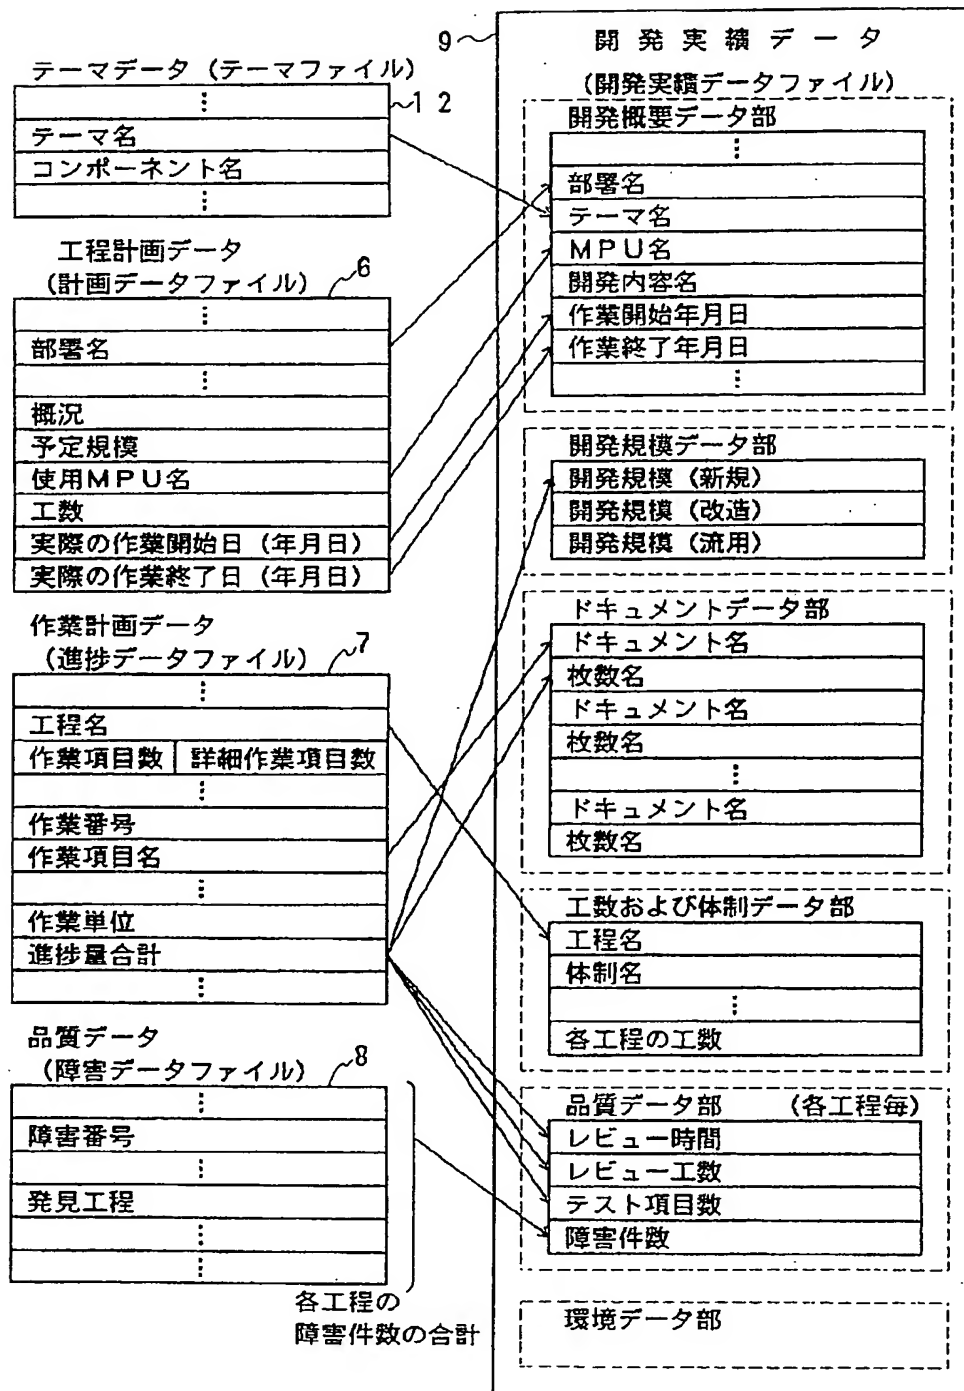 テーマデータ (テーマファイル)
12
⋮
テーマ名
コンポーネント名
⋮
工程計画データ
(計画データファイル)
6
⋮
部署名
⋮
概況
予定規模
使用MPU名
工数
実際の作業開始日 (年月日)
実際の作業終了日 (年月日)
作業計画データ
(進捗データファイル)
7
⋮
工程名
作業項目数 詳細作業項目数
⋮
作業番号
作業項目名
⋮
作業単位
進捗量合計
⋮
品質データ
(障害データファイル)
8
⋮
障害番号
⋮
発見工程
⋮
⋮
各工程の
障害件数の合計
9
開発実績データ
(開発実績データファイル)
開発概要データ部
⋮
部署名
テーマ名
MPU名
開発内容名
作業開始年月日
作業終了年月日
⋮
開発規模データ部
開発規模 (新規)
開発規模 (改造)
開発規模 (流用)
ドキュメントデータ部
ドキュメント名
枚数名
ドキュメント名
枚数名
⋮
ドキュメント名
枚数名
工数および体制データ部
工程名
体制名
⋮
各工程の工数
品質データ部 (各工程毎)
レビュー時間
レビュー工数
テスト項目数
障害件数
環境データ部